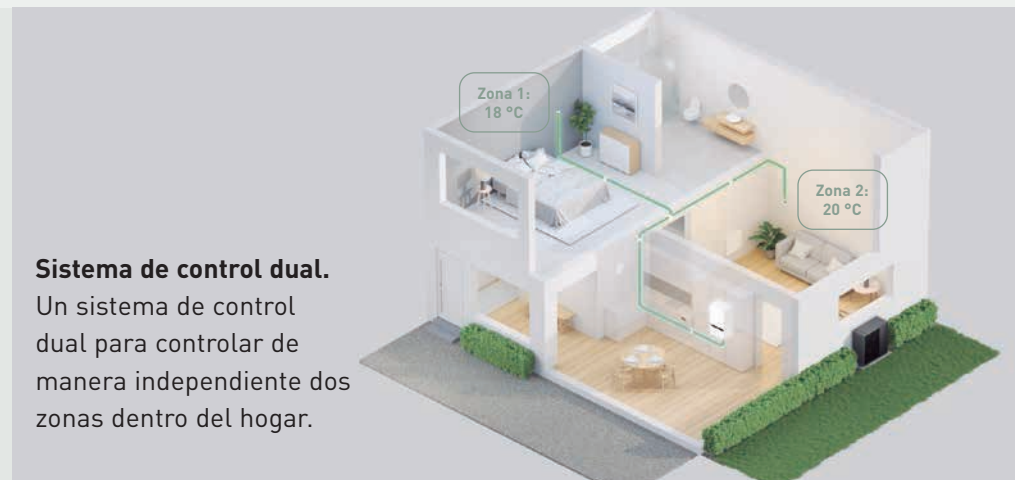 Zona 1:
18 °C
Zona 2:
20 °C
Sistema de control dual.
Un sistema de control
dual para controlar de
manera independiente dos
zonas dentro del hogar.